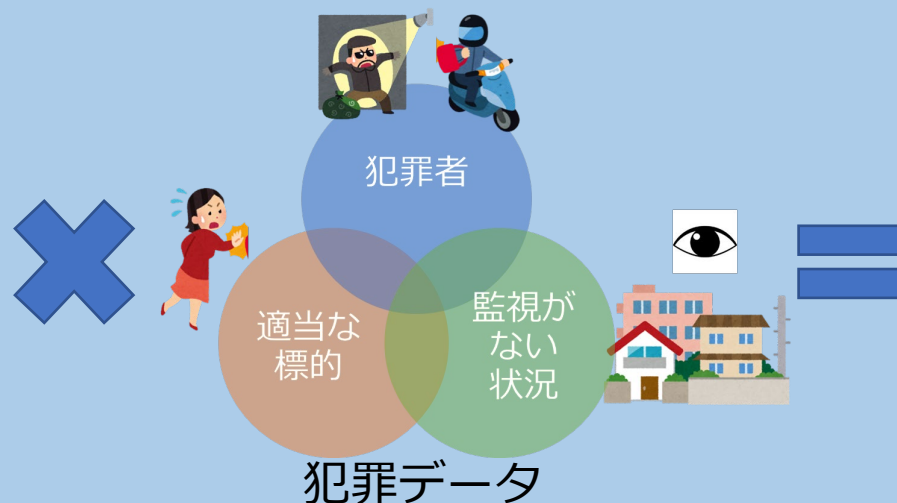 犯罪者
適当な
標的
監視が
ない
状況
犯罪データ